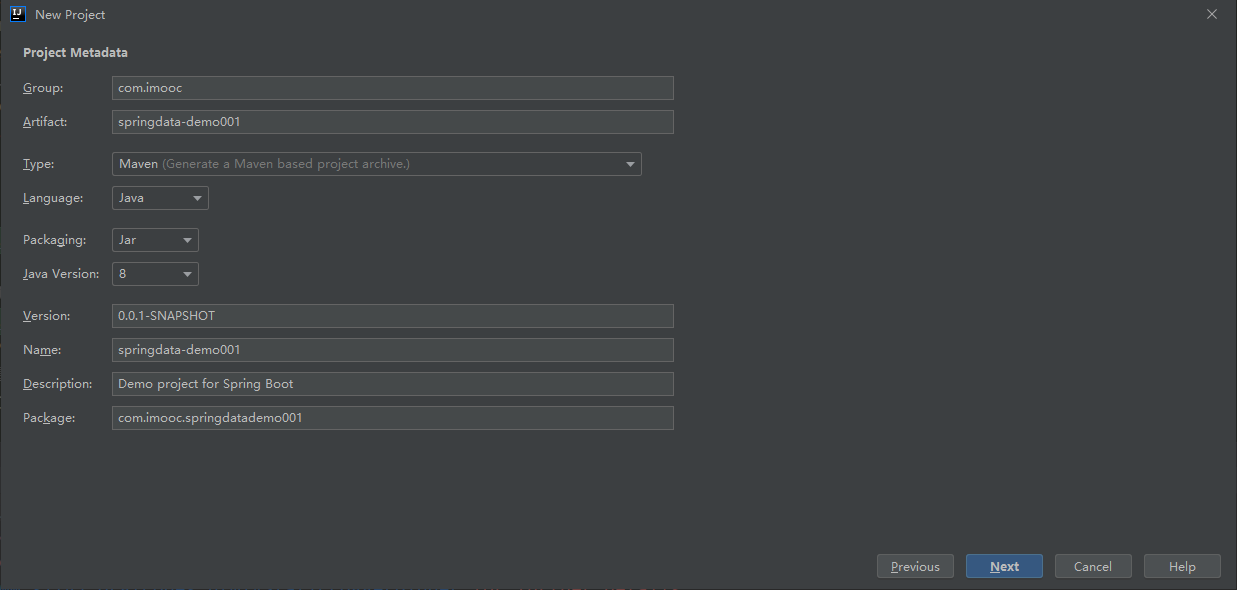 New Project
Project Metadata
Group: com.imooc
Artifact: springdata-demo001
Type: Maven (Generate a Maven based project archive.)
Language: Java
Packaging: Jar
Java Version: 8
Version: 0.0.1-SNAPSHOT
Name: springdata-demo001
Description: Demo project for Spring Boot
Package: com.imooc.springdatademo001
Previous Next Cancel Help